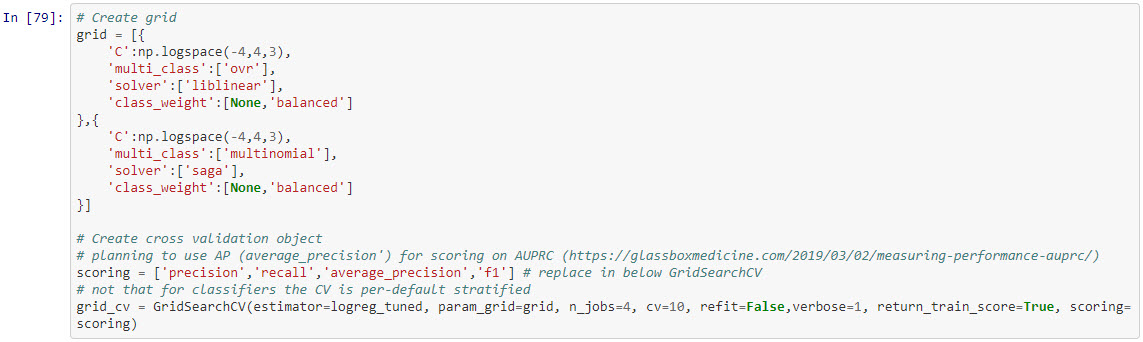 In [79]: # Create grid
grid = [{
'C':np.logspace(-4,4,3),
'multi_class':['ovr'],
'solver':['liblinear'],
'class_weight':[None,'balanced']
},{
'C':np.logspace(-4,4,3),
'multi_class':['multinomial'],
'solver':['saga'],
'class_weight':[None,'balanced']
}]
# Create cross validation object
# planning to use AP (average_precision') for scoring on AUPRC (https://glassboxmedicine.com/2019/03/02/measuring-performance-auprc/)
scoring = ['precision','recall','average_precision','f1'] # replace in below GridSearchCV
# not that for classifiers the CV is per-default stratified
grid_cv = GridSearchCV(estimator=logreg_tuned, param_grid=grid, n_jobs=4, cv=10, refit=False,verbose=1, return_train_score=True, scoring=
scoring)